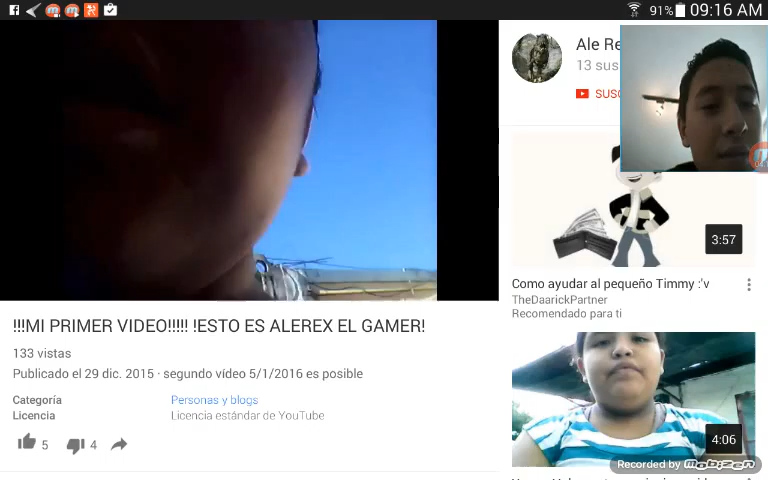 91% 09:16 AM
Ale Re
13 sus
SUSC
3:57
Como ayudar al pequeño Timmy :'v
TheDaarickPartner
Recomendado para ti
4:06
Recorded by mobizen
!!!MI PRIMER VIDEO!!!!! !ESTO ES ALEREX EL GAMER!
133 vistas
Publicado el 29 dic. 2015 · segundo vídeo 5/1/2016 es posible
Categoría Personas y blogs
Licencia Licencia estándar de YouTube
5 4